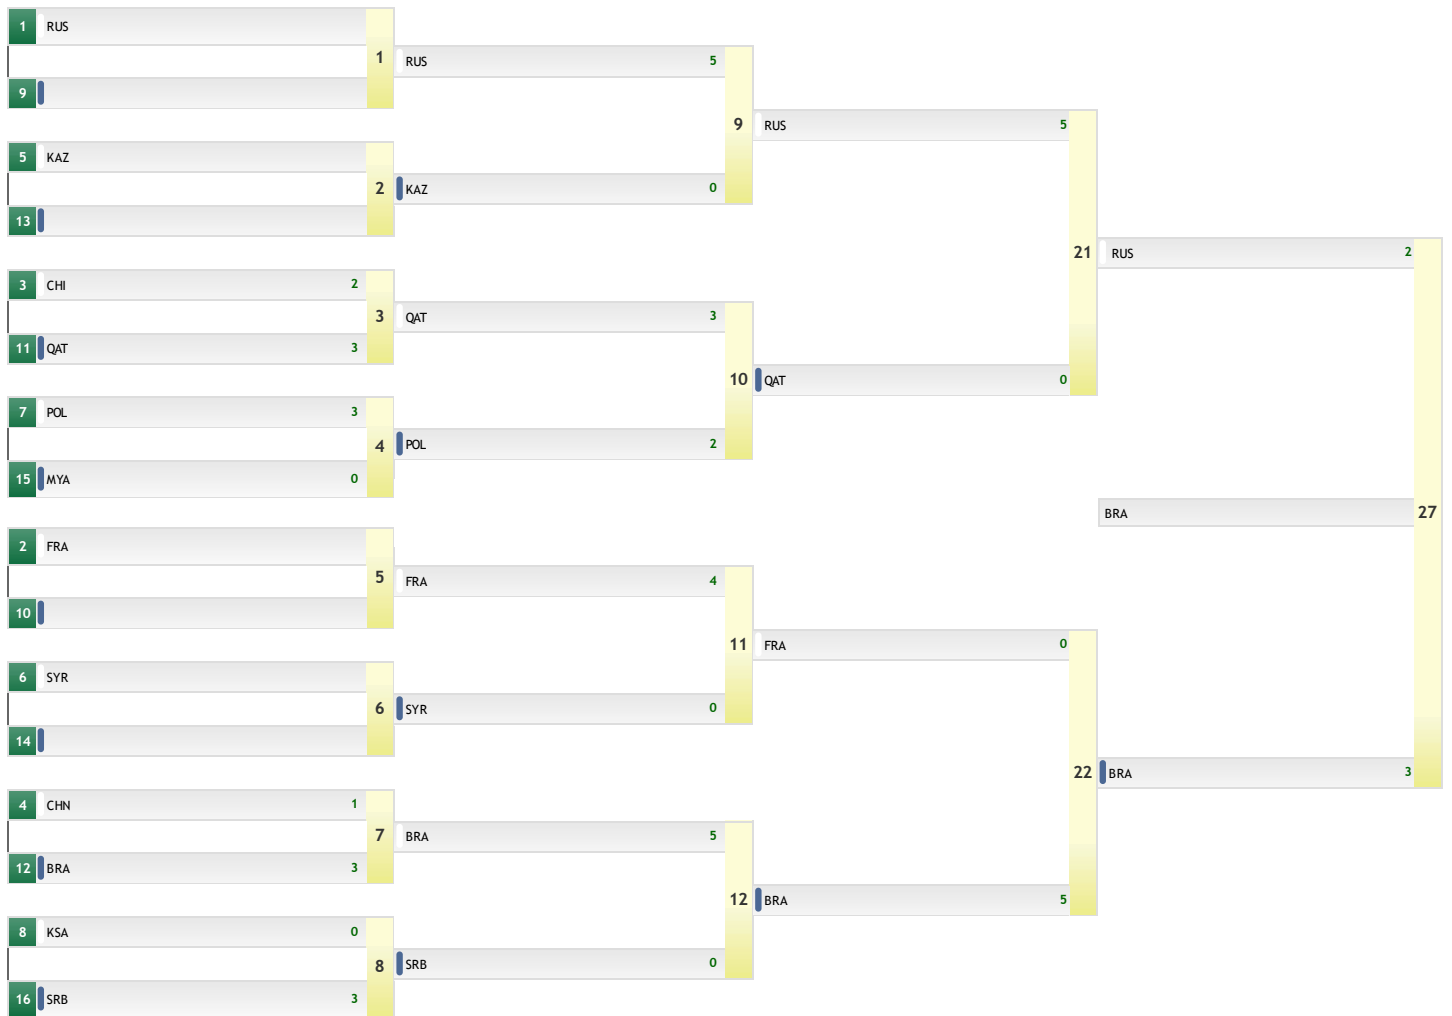 1 RUS
1
9
RUS 5
5 KAZ
2
13
KAZ 0
9
RUS 5
3 CHI 2
3
11 QAT 3
QAT 3
7 POL 3
4
15 MYA 0
POL 2
10
QAT 0
21
RUS 2
2 FRA
5
10
FRA 4
6 SYR
6
14
SYR 0
11
FRA 0
4 CHN 1
7
12 BRA 3
BRA 5
8 KSA 0
8
16 SRB 3
SRB 0
12
BRA 5
22
BRA 3
BRA
27